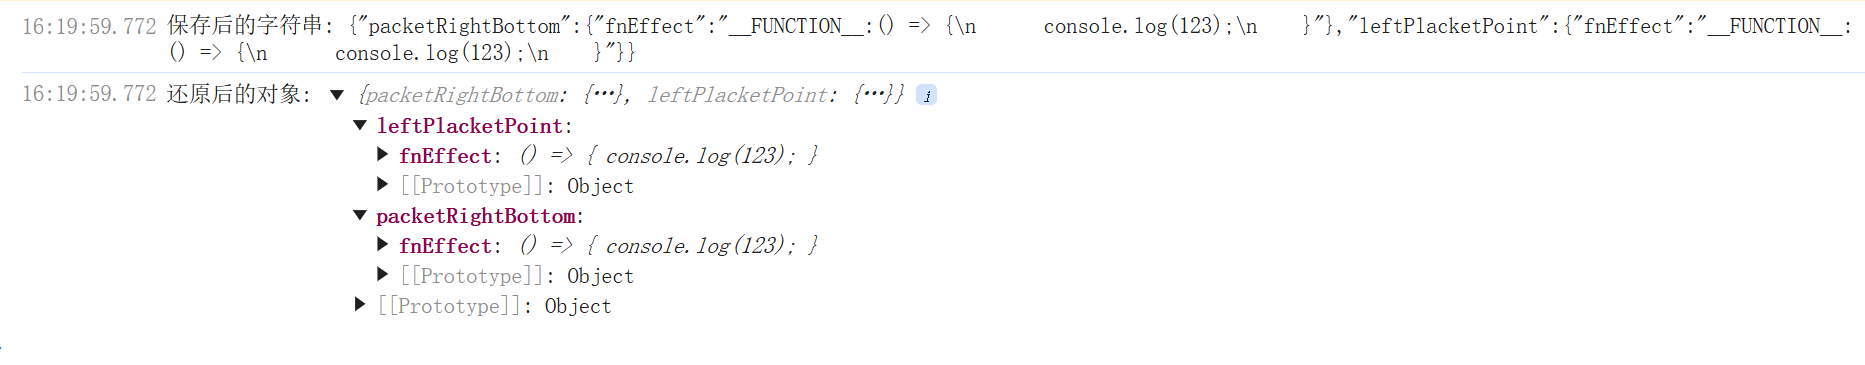 16:19:59.772 保存后的字符串: {"packetRightBottom":{"fnEffect":"__FUNCTION__:() => {\n      console.log(123);\n    }"},"leftPlacketPoint":{"fnEffect":"__FUNCTION__:
() => {\n      console.log(123);\n    }"}}
16:19:59.772 还原后的对象: ▼ {packetRightBottom: {…}, leftPlacketPoint: {…}} i
▼ leftPlacketPoint:
▶ fnEffect: () => { console.log(123); }
▶ [[Prototype]]: Object
▼ packetRightBottom:
▶ fnEffect: () => { console.log(123); }
▶ [[Prototype]]: Object
▶ [[Prototype]]: Object